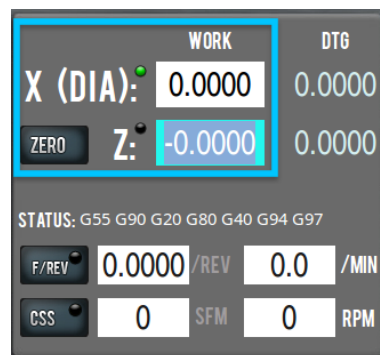 WORK DTG
X (DIA): 0.0000 0.0000
ZERO Z: -0.0000 0.0000
STATUS: G55 G90 G20 G80 G40 G94 G97
F/REV 0.0000 /REV 0.0 /MIN
CSS 0 SFM 0 RPM